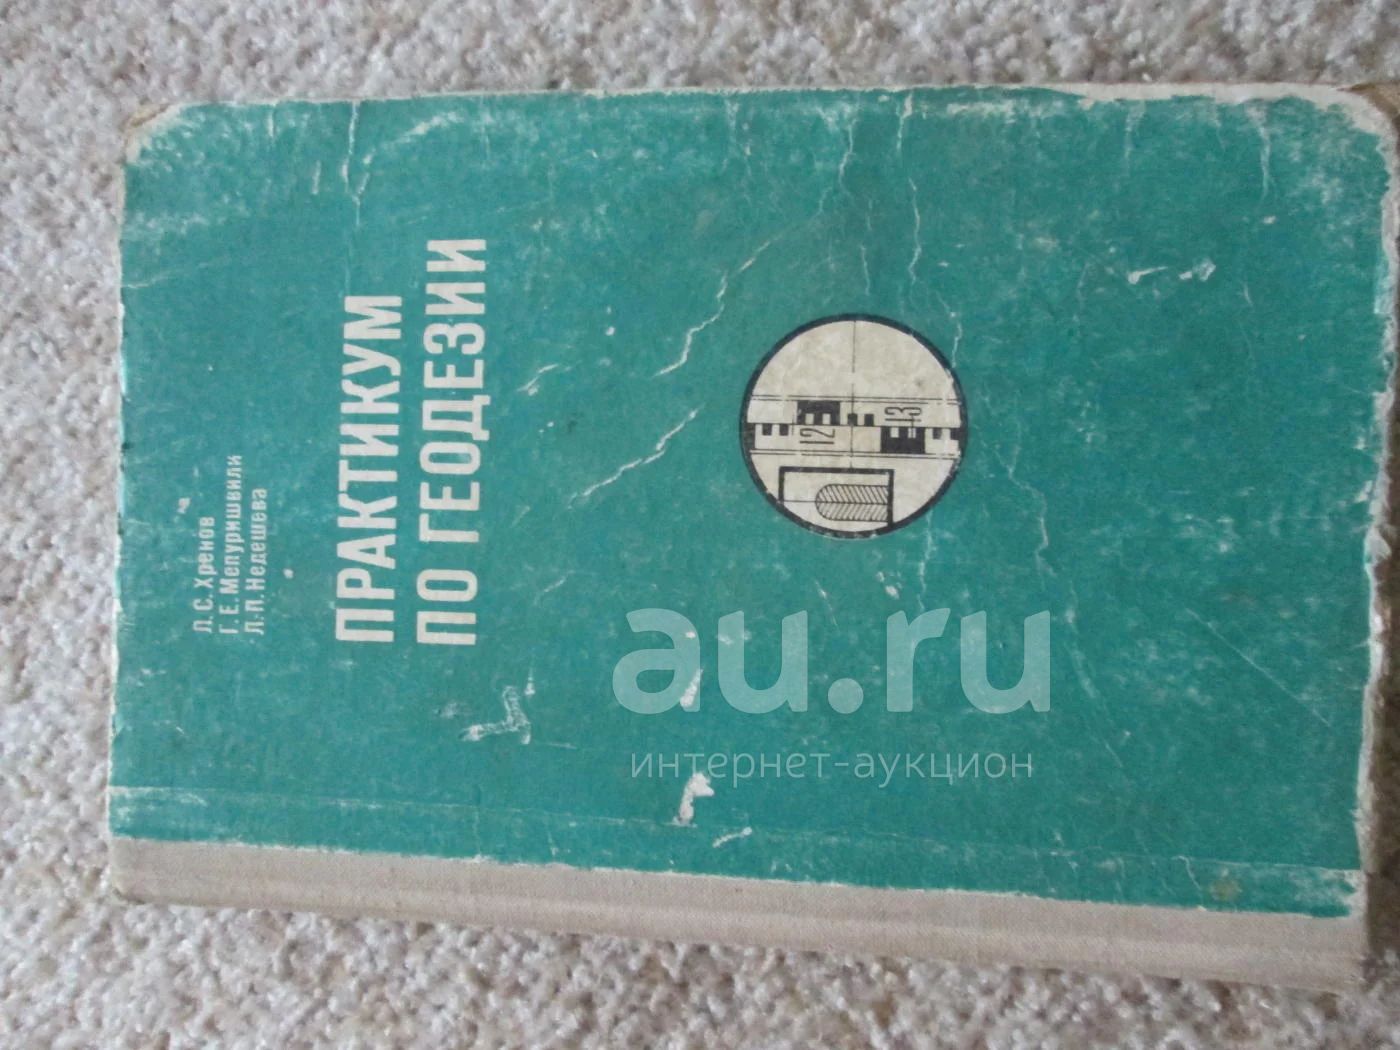 Л. С. Хренов
Г. Е. Мепуришвили
Л. П. Недешева
ПРАКТИКУМ
ПО ГЕОДЕЗИИ
12
13
au.ru
интернет-аукцион